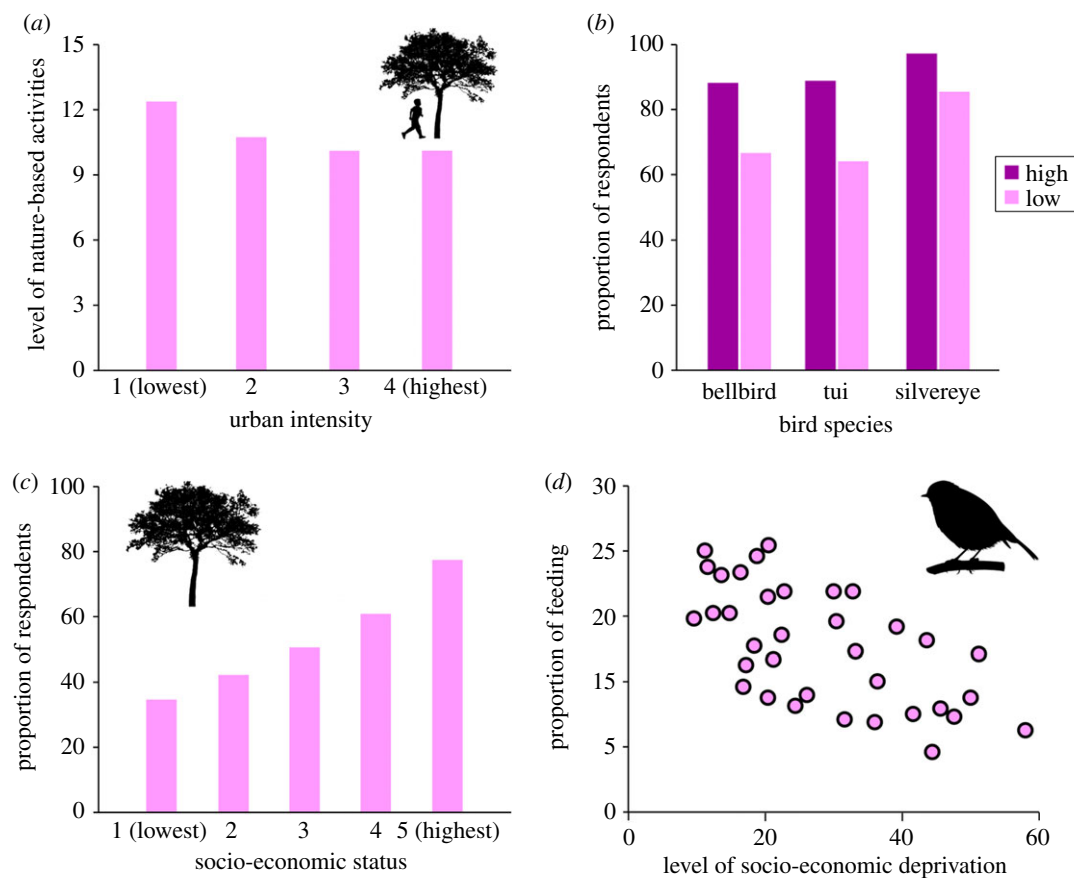 (a)
15
12
9
6
3
0
level of nature-based activities
1 (lowest) 2 3 4 (highest)
urban intensity
(b)
100
80
60
40
20
0
proportion of respondents
bellbird tui silvereye
bird species
high
low
(c)
100
80
60
40
20
0
proportion of respondents
1 (lowest) 2 3 4 5 (highest)
socio-economic status
(d)
30
25
20
15
5
0
proportion of feeding
0 20 40 60
level of socio-economic deprivation